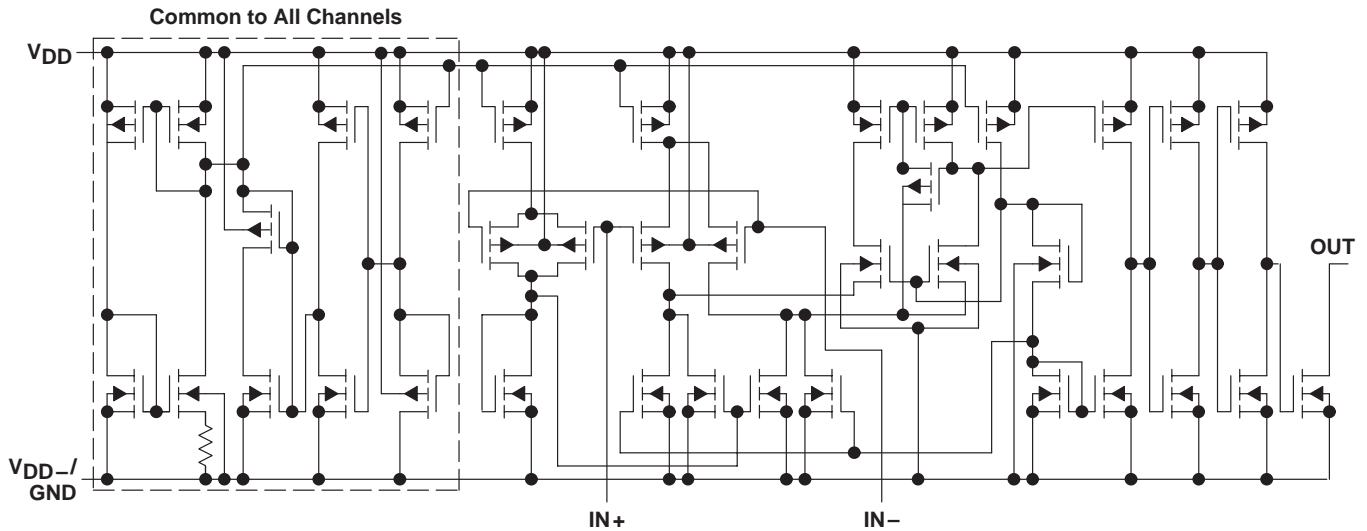 Common to All Channels
VDD
OUT
VDD−/
GND
IN+
IN−